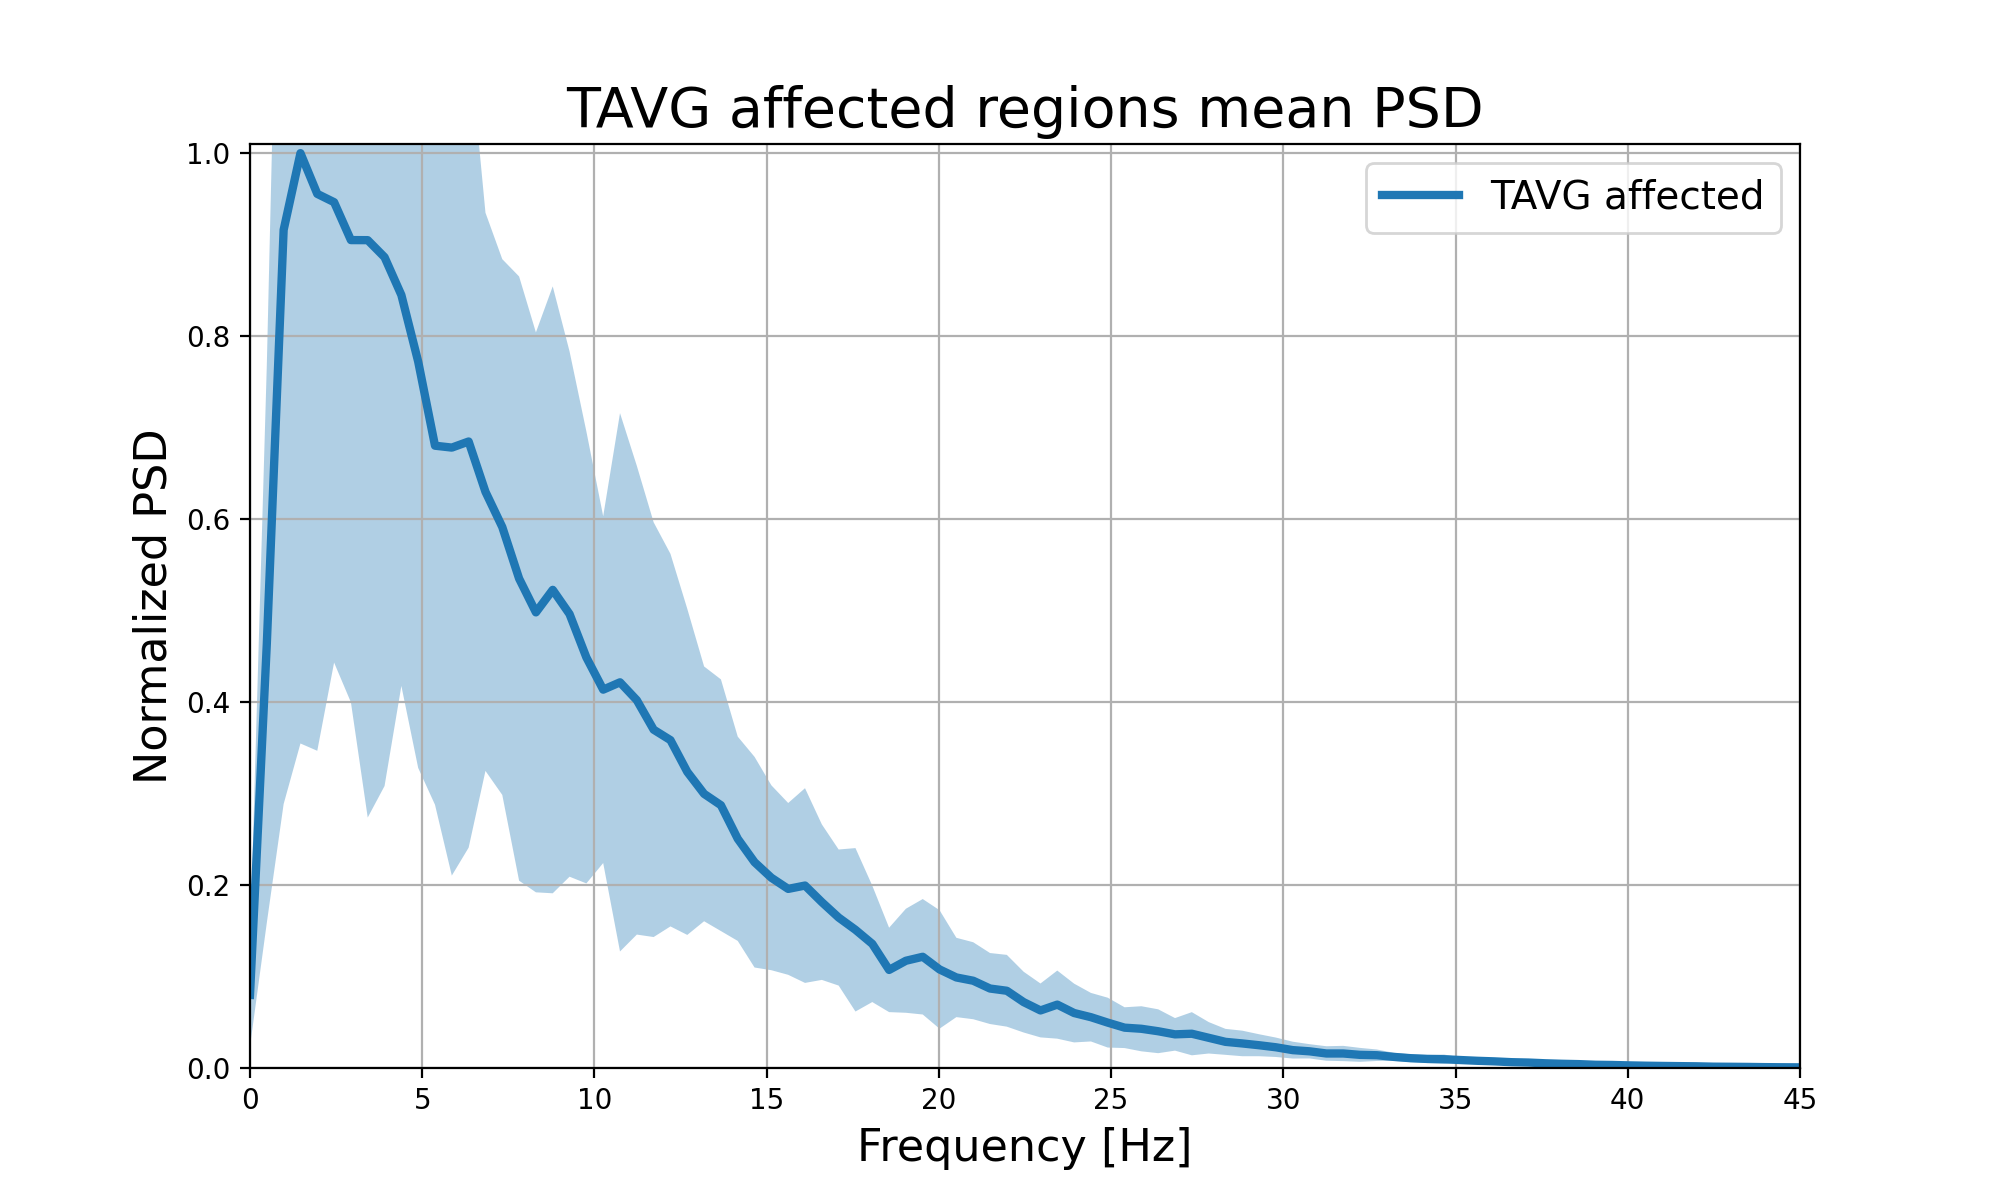 TAVG affected regions mean PSD
TAVG affected
Normalized PSD
1.0
0.8
0.6
0.4
0.2
0.0
0 5 10 15 20 25 30 35 40 45
Frequency [Hz]